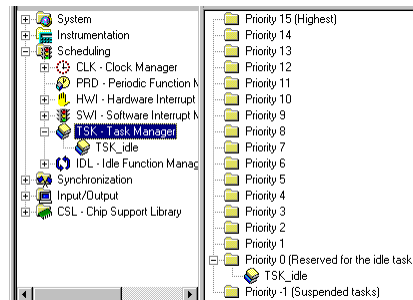 System
Instrumentation
Scheduling
CLK - Clock Manager
PRD - Periodic Function M
HWI - Hardware Interrupt
SWI - Software Interrupt M
TSK - Task Manager
TSK_idle
IDL - Idle Function Manag
Synchronization
Input/Output
CSL - Chip Support Library
Priority 15 (Highest)
Priority 14
Priority 13
Priority 12
Priority 11
Priority 10
Priority 9
Priority 8
Priority 7
Priority 6
Priority 5
Priority 4
Priority 3
Priority 2
Priority 1
Priority 0 (Reserved for the idle task
TSK_idle
Priority -1 (Suspended tasks)